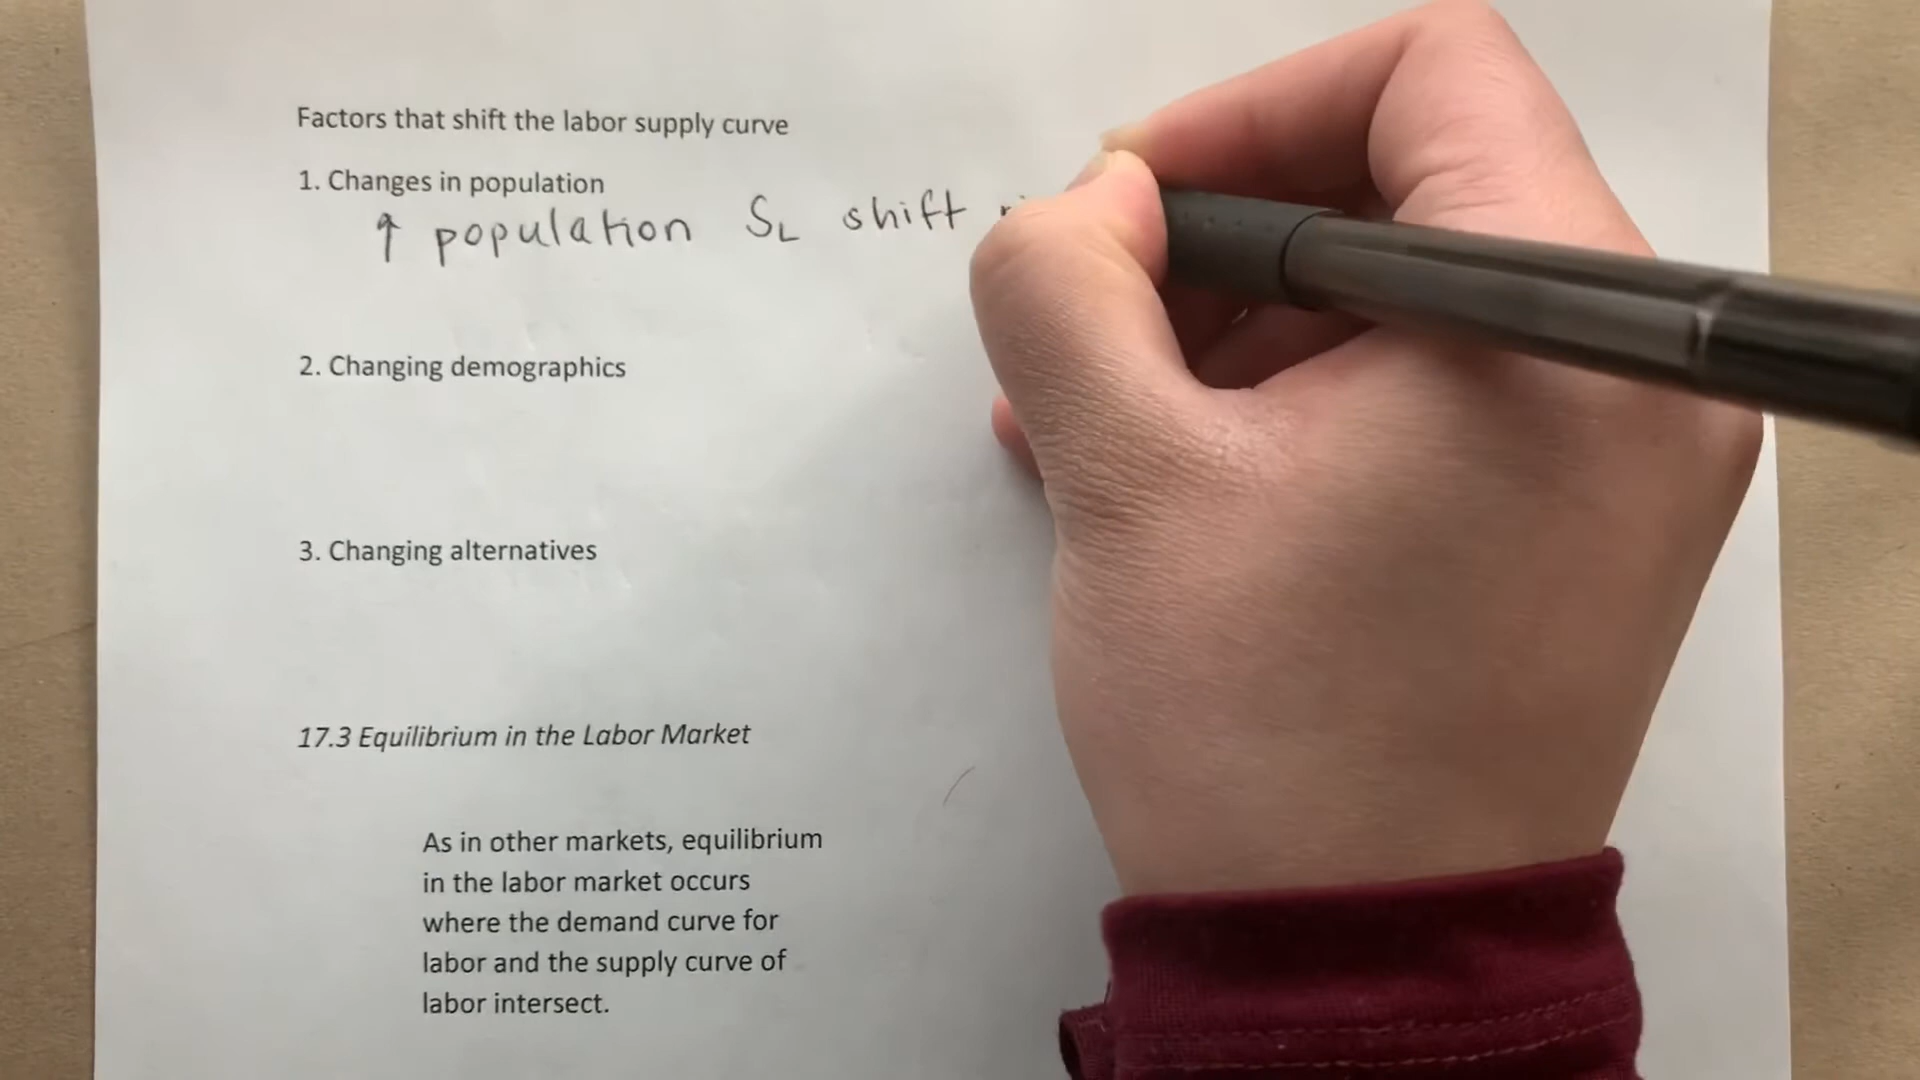 Factors that shift the labor supply curve
1. Changes in population
↑ population SL shift
2. Changing demographics
3. Changing alternatives
17.3 Equilibrium in the Labor Market
As in other markets, equilibrium
in the labor market occurs
where the demand curve for
labor and the supply curve of
labor intersect.